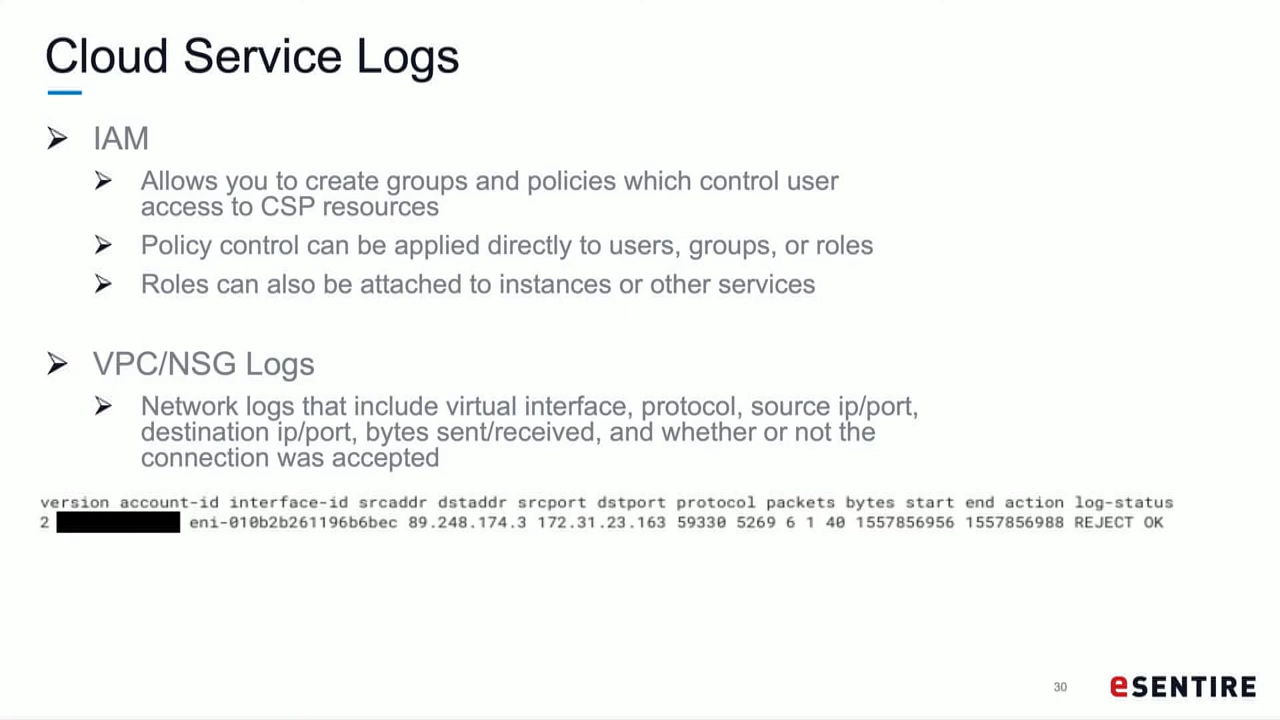 Cloud Service Logs
IAM
Allows you to create groups and policies which control user
access to CSP resources
Policy control can be applied directly to users, groups, or roles
Roles can also be attached to instances or other services
VPC/NSG Logs
Network logs that include virtual interface, protocol, source ip/port,
destination ip/port, bytes sent/received, and whether or not the
connection was accepted
version account-id interface-id srcaddr dstaddr srcport dstport protocol packets bytes start end action log-status
2 eni-010b2b261196b6bec 89.248.174.3 172.31.23.163 59330 5269 6 1 40 1557856956 1557856988 REJECT OK
30
eSENTIRE